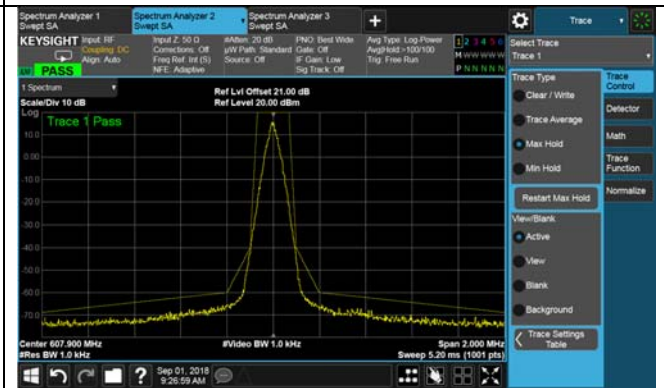 Spectrum Analyzer 1
Swept SA
Spectrum Analyzer 2
Swept SA
Spectrum Analyzer 3
Swept SA
+
Trace
KEYSIGHT
Input: RF
Coupling: DC
Align: Auto
Input Z: 50 Ω
Corrections: Off
Freq Ref: Int (S)
NFE: Adaptive
#Atten: 20 dB
µW Path: Standard
Source: Off
PNO: Best Wide
Gate: Off
IF Gain: Low
Sig Track: Off
Avg Type: Log-Power
Avg|Hold:>100/100
Trig: Free Run
1 2 3 4 5 6
M W W W W W
P N N N N N
PASS
Select Trace
Trace 1
1 Spectrum
Scale/Div 10 dB
Ref Lvl Offset 21.00 dB
Ref Level 20.00 dBm
Log
Trace 1 Pass
10.0
0.00
-10.0
-20.0
-30.0
-40.0
-50.0
-60.0
-70.0
Center 607.900 MHz
#Res BW 1.0 kHz
#Video BW 1.0 kHz
Span 2.000 MHz
Sweep 5.20 ms (1001 pts)
Trace Type
Clear / Write
Trace Average
Max Hold
Min Hold
Restart Max Hold
View/Blank
Active
View
Blank
Background
Trace Settings
Table
Trace
Control
Detector
Math
Trace
Function
Normalize
?
Sep 01, 2018
9:26:59 AM